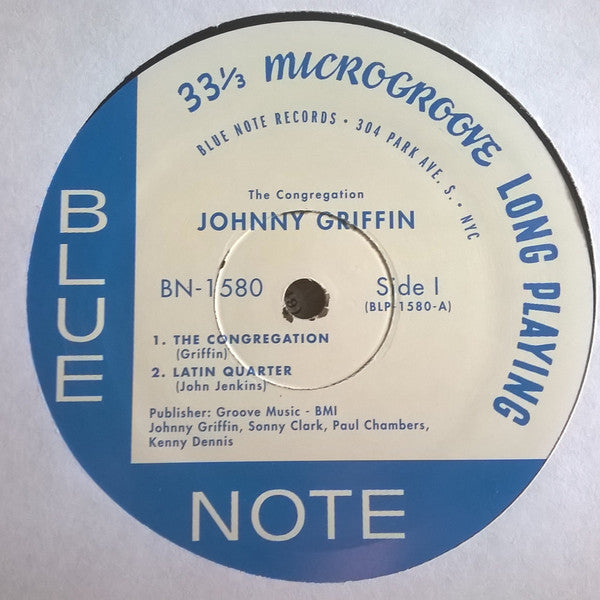 33⅓ MICROGROOVE LONG PLAYING
BLUE NOTE RECORDS • 304 PARK AVE. S. • NYC
The Congregation
JOHNNY GRIFFIN
BN-1580 Side I
(BLP-1580-A)
1. THE CONGREGATION
(Griffin)
2. LATIN QUARTER
(John Jenkins)
Publisher: Groove Music - BMI
Johnny Griffin, Sonny Clark, Paul Chambers,
Kenny Dennis
BLUE
NOTE